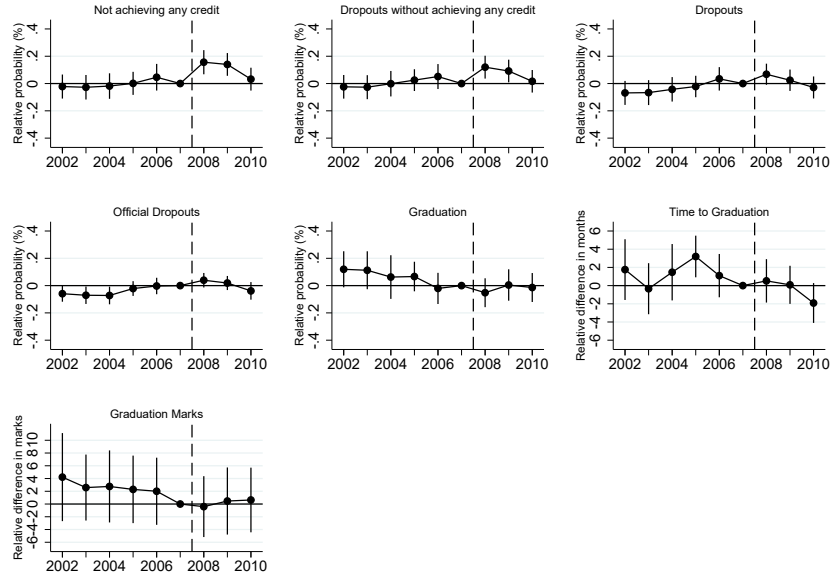 Not achieving any credit
Relative probability (%)
.4
.2
0
-.2
-.4
2002 2004 2006 2008 2010
Dropouts without achieving any credit
Relative probability (%)
.4
.2
0
-.2
-.4
2002 2004 2006 2008 2010
Dropouts
Relative probability (%)
.4
.2
0
-.2
-.4
2002 2004 2006 2008 2010
Official Dropouts
Relative probability (%)
.4
.2
0
-.2
-.4
2002 2004 2006 2008 2010
Graduation
Relative probability (%)
.4
.2
0
-.2
-.4
2002 2004 2006 2008 2010
Time to Graduation
Relative difference in months
6
4
2
0
-2
-4
-6
2002 2004 2006 2008 2010
Graduation Marks
Relative difference in marks
10
8
6
4
2
0
-2
-4
-6
2002 2004 2006 2008 2010